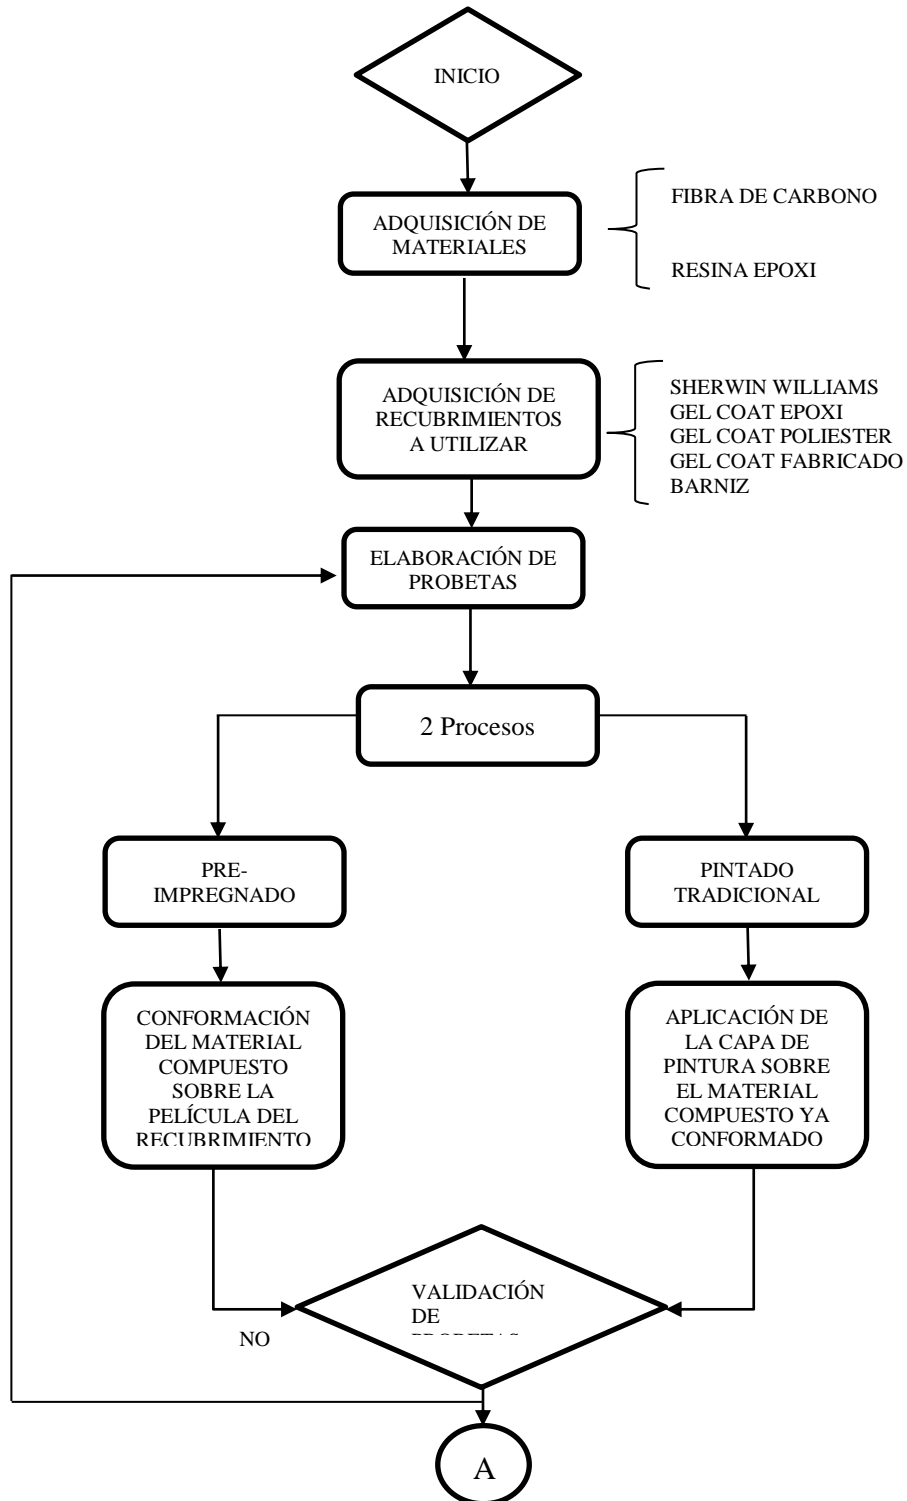 INICIO
ADQUISICIÓN DE
MATERIALES
FIBRA DE CARBONO
RESINA EPOXI
ADQUISICIÓN DE
RECUBRIMIENTOS
A UTILIZAR
SHERWIN WILLIAMS
GEL COAT EPOXI
GEL COAT POLIESTER
GEL COAT FABRICADO
BARNIZ
ELABORACIÓN DE
PROBETAS
2 Procesos
PRE-
IMPREGNADO
PINTADO
TRADICIONAL
CONFORMACIÓN
DEL MATERIAL
COMPUESTO
SOBRE LA
PELÍCULA DEL
RECUBRIMIENTO
APLICACIÓN DE
LA CAPA DE
PINTURA SOBRE
EL MATERIAL
COMPUESTO YA
CONFORMADO
VALIDACIÓN
DE
PROBETAS
NO
A